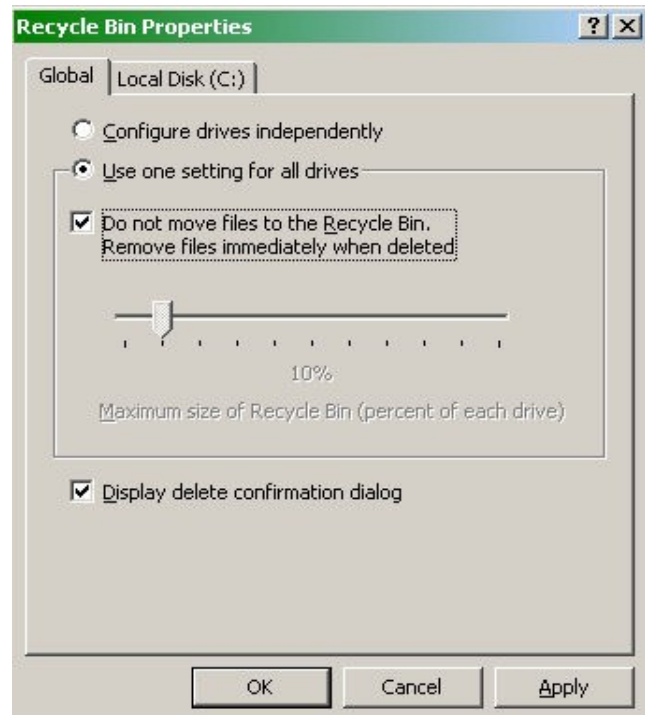 Recycle Bin Properties
Global
Local Disk (C:)
Configure drives independently
Use one setting for all drives
Do not move files to the Recycle Bin.
Remove files immediately when deleted
10%
Maximum size of Recycle Bin (percent of each drive)
Display delete confirmation dialog
OK
Cancel
Apply